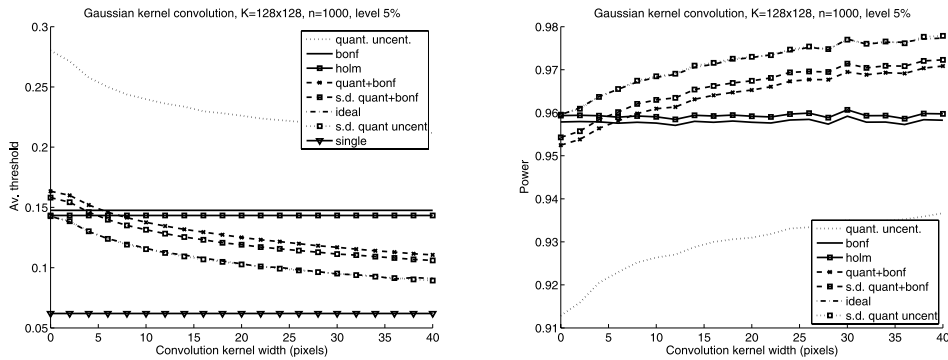 Gaussian kernel convolution, K=128x128, n=1000, level 5%
0.3
0.25
0.2
0.15
0.1
0.05
Av. threshold
0 5 10 15 20 25 30 35 40
Convolution kernel width (pixels)
quant. uncent.
bonf
holm
quant+bonf
s.d. quant+bonf
ideal
s.d. quant uncent
single
Gaussian kernel convolution, K=128x128, n=1000, level 5%
0.98
0.97
0.96
0.95
0.94
0.93
0.92
0.91
Power
0 5 10 15 20 25 30 35 40
Convolution kernel width (pixels)
quant. uncent.
bonf
holm
quant+bonf
s.d. quant+bonf
ideal
s.d. quant uncent